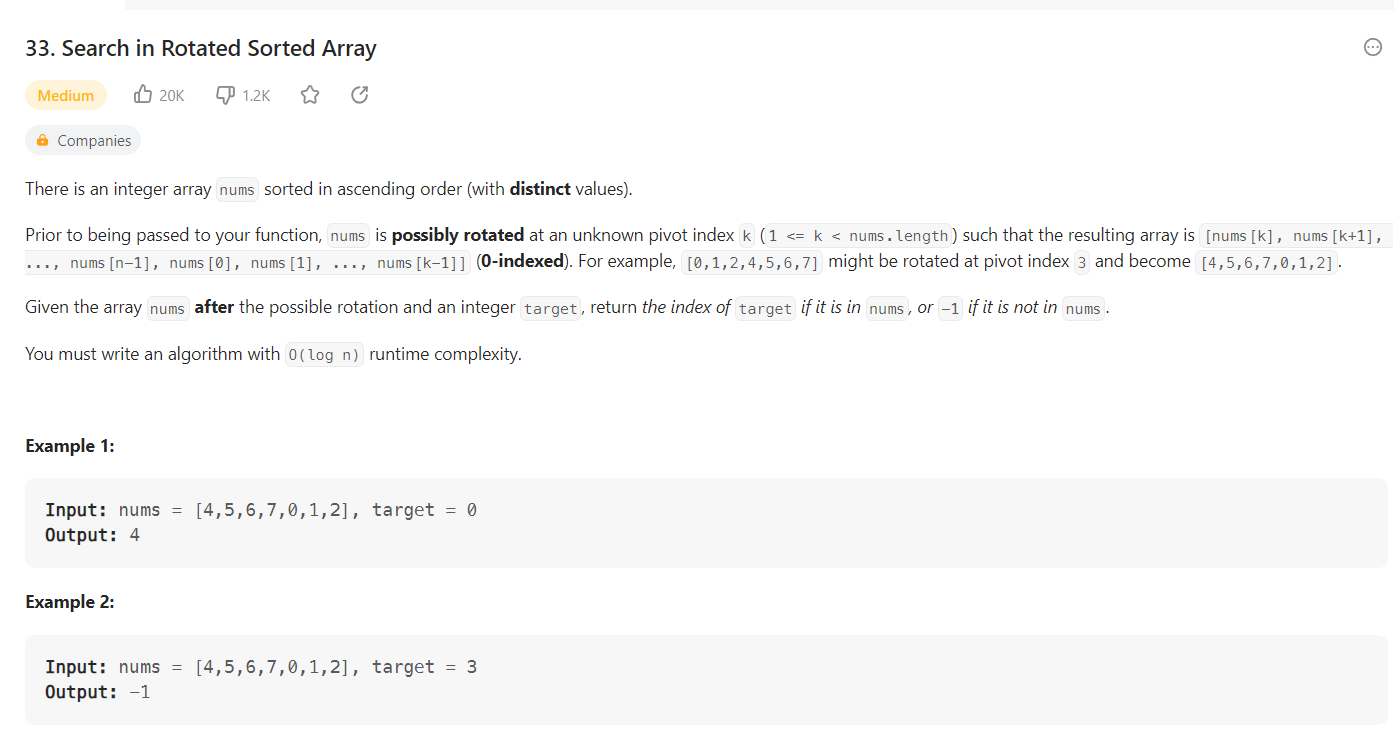 33. Search in Rotated Sorted Array
Medium 20K 1.2K
Companies
There is an integer array nums sorted in ascending order (with distinct values).
Prior to being passed to your function, nums is possibly rotated at an unknown pivot index k (1 <= k < nums.length) such that the resulting array is [nums[k], nums[k+1],
..., nums[n-1], nums[0], nums[1], ..., nums[k-1]] (0-indexed). For example, [0,1,2,4,5,6,7] might be rotated at pivot index 3 and become [4,5,6,7,0,1,2].
Given the array nums after the possible rotation and an integer target, return the index of target if it is in nums, or -1 if it is not in nums.
You must write an algorithm with O(log n) runtime complexity.
Example 1:
Input: nums = [4,5,6,7,0,1,2], target = 0
Output: 4
Example 2:
Input: nums = [4,5,6,7,0,1,2], target = 3
Output: -1